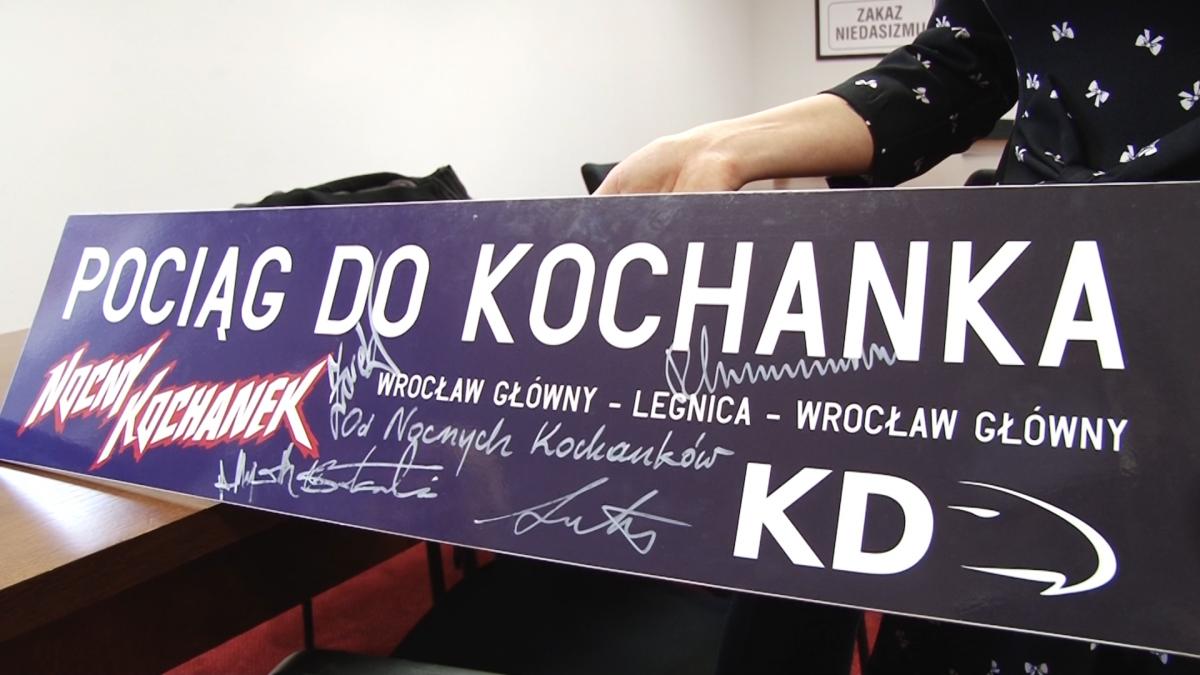 ZAKAZ
NIEDASIZMU
POCIĄG DO KOCHANKA
NOCNY
KOCHANEK
WROCŁAW GŁÓWNY - LEGNICA - WROCŁAW GŁÓWNY
Od Nocnych Kochanków
KD